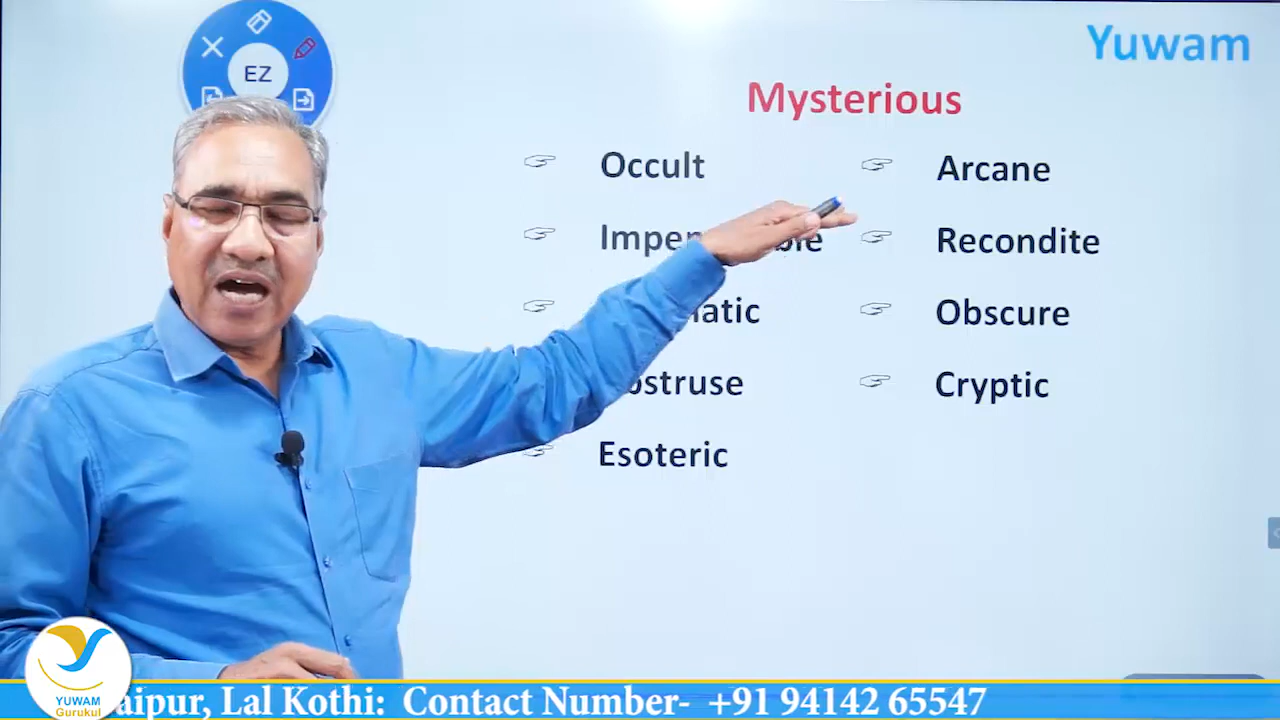 EZ
Yuwam
Mysterious
Occult
Arcane
Recondite
Obscure
Cryptic
Esoteric
YUWAM
Gurukul
Lal Kothi: Contact Number- +91 94142 65547